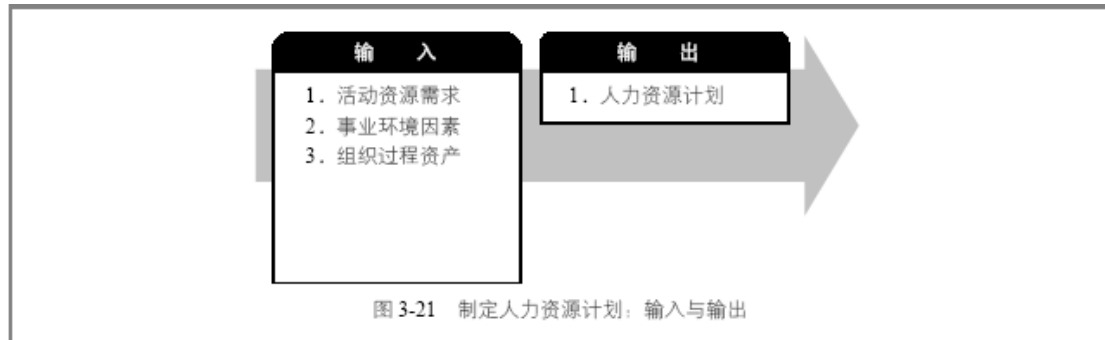 输 入
1. 活动资源需求
2. 事业环境因素
3. 组织过程资产
输 出
1. 人力资源计划
图 3-21 制定人力资源计划：输入与输出